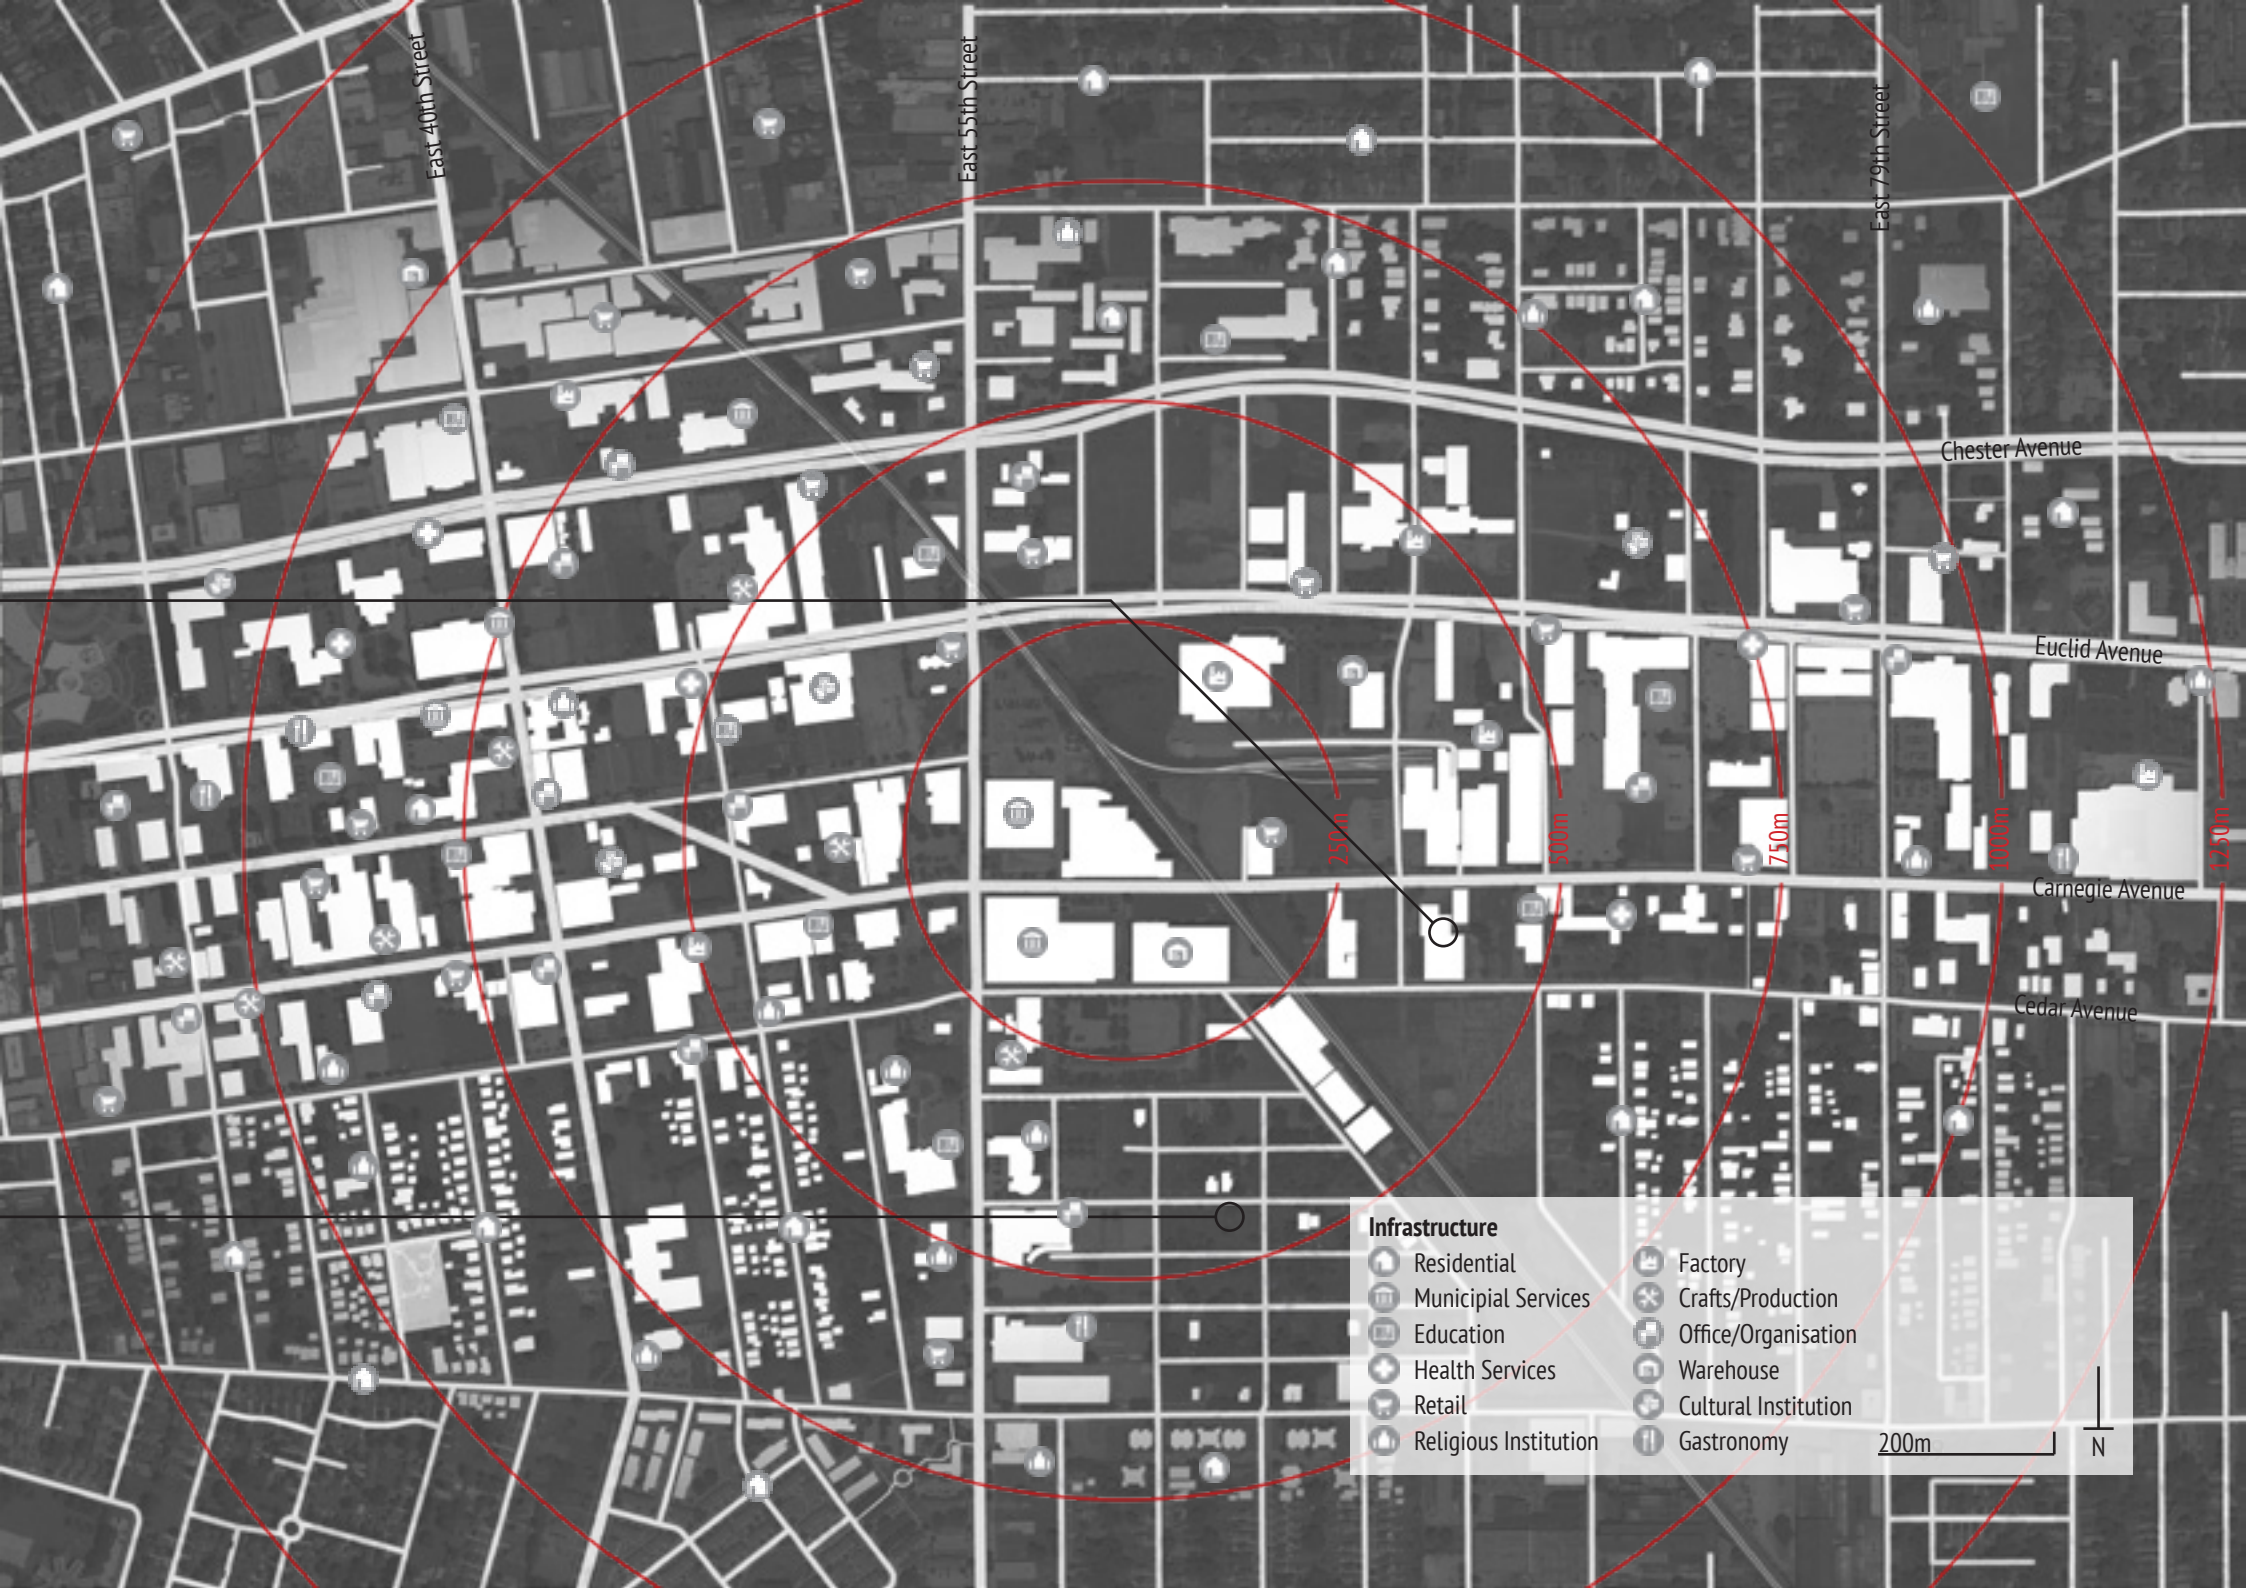 East 40th Street
East 55th Street
East 79th Street
Chester Avenue
Euclid Avenue
250m
500m
750m
1000m
1250m
Carnegie Avenue
Cedar Avenue
Infrastructure
Residential
Municipial Services
Education
Health Services
Retail
Religious Institution
Factory
Crafts/Production
Office/Organisation
Warehouse
Cultural Institution
Gastronomy
200m
N